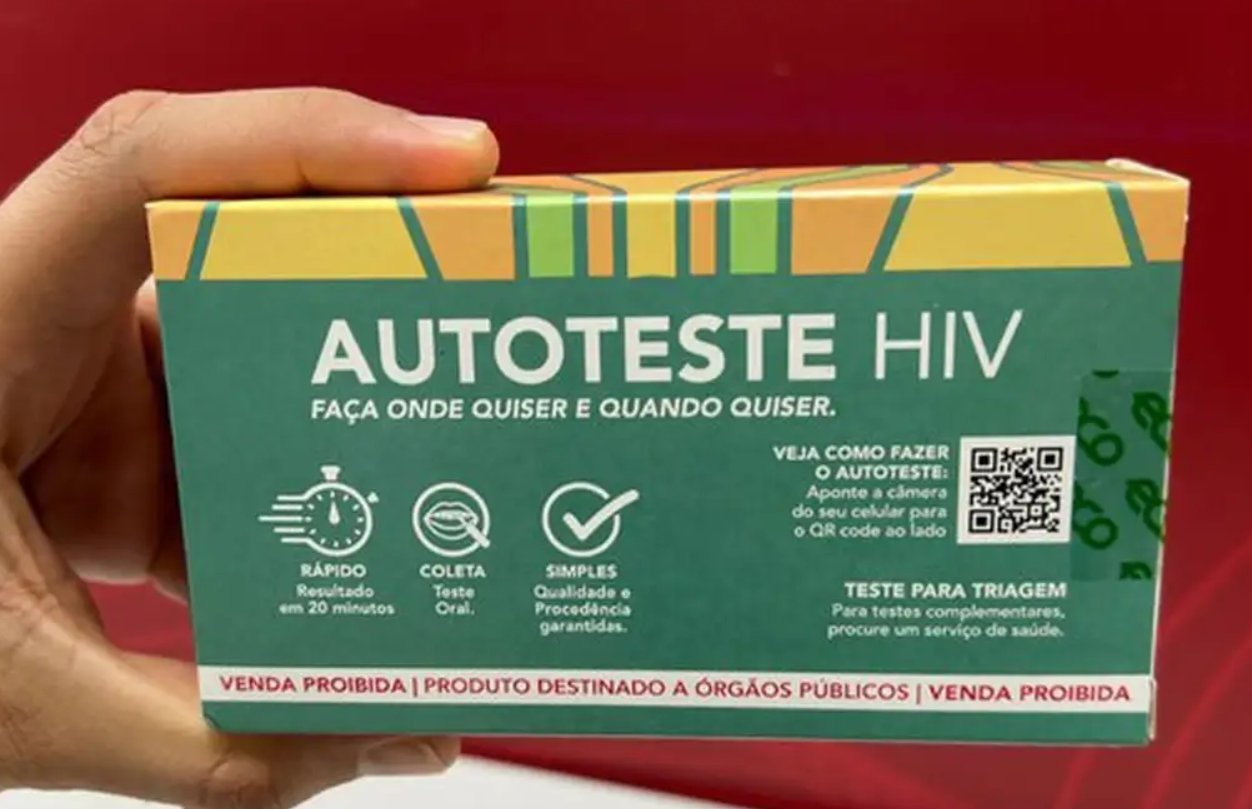 AUTOTESTE HIV
FAÇA ONDE QUISER E QUANDO QUISER.
VEJA COMO FAZER
O AUTOTESTE:
Aponte a câmera
do seu celular para
o QR code ao lado
RÁPIDO
Resultado
em 20 minutos
COLETA
Teste
Oral.
SIMPLES
Qualidade e
Procedência
garantidas.
TESTE PARA TRIAGEM
Para testes complementares,
procure um serviço de saúde.
VENDA PROIBIDA | PRODUTO DESTINADO A ÓRGÃOS PÚBLICOS | VENDA PROIBIDA